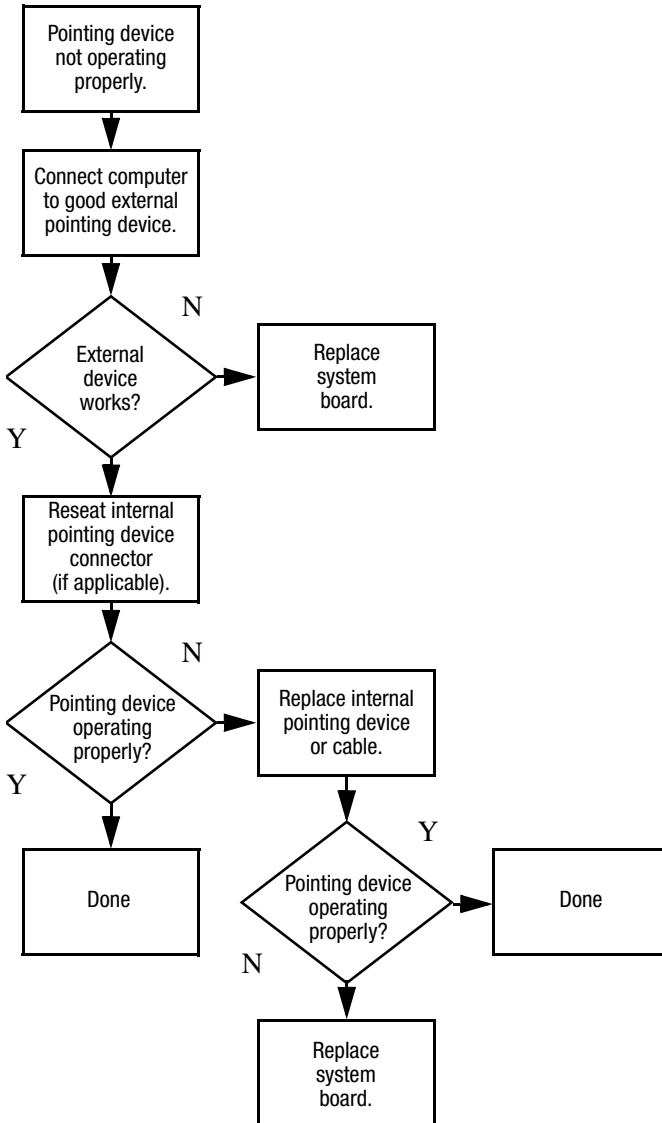 Pointing device
not operating
properly.
Connect computer
to good external
pointing device.
N
External
device
works?
Replace
system
board.
Y
Reseat internal
pointing device
connector
(if applicable).
N
Pointing device
operating
properly?
Replace internal
pointing device
or cable.
Y
Y
Done
Pointing device
operating
properly?
Done
N
Replace
system
board.